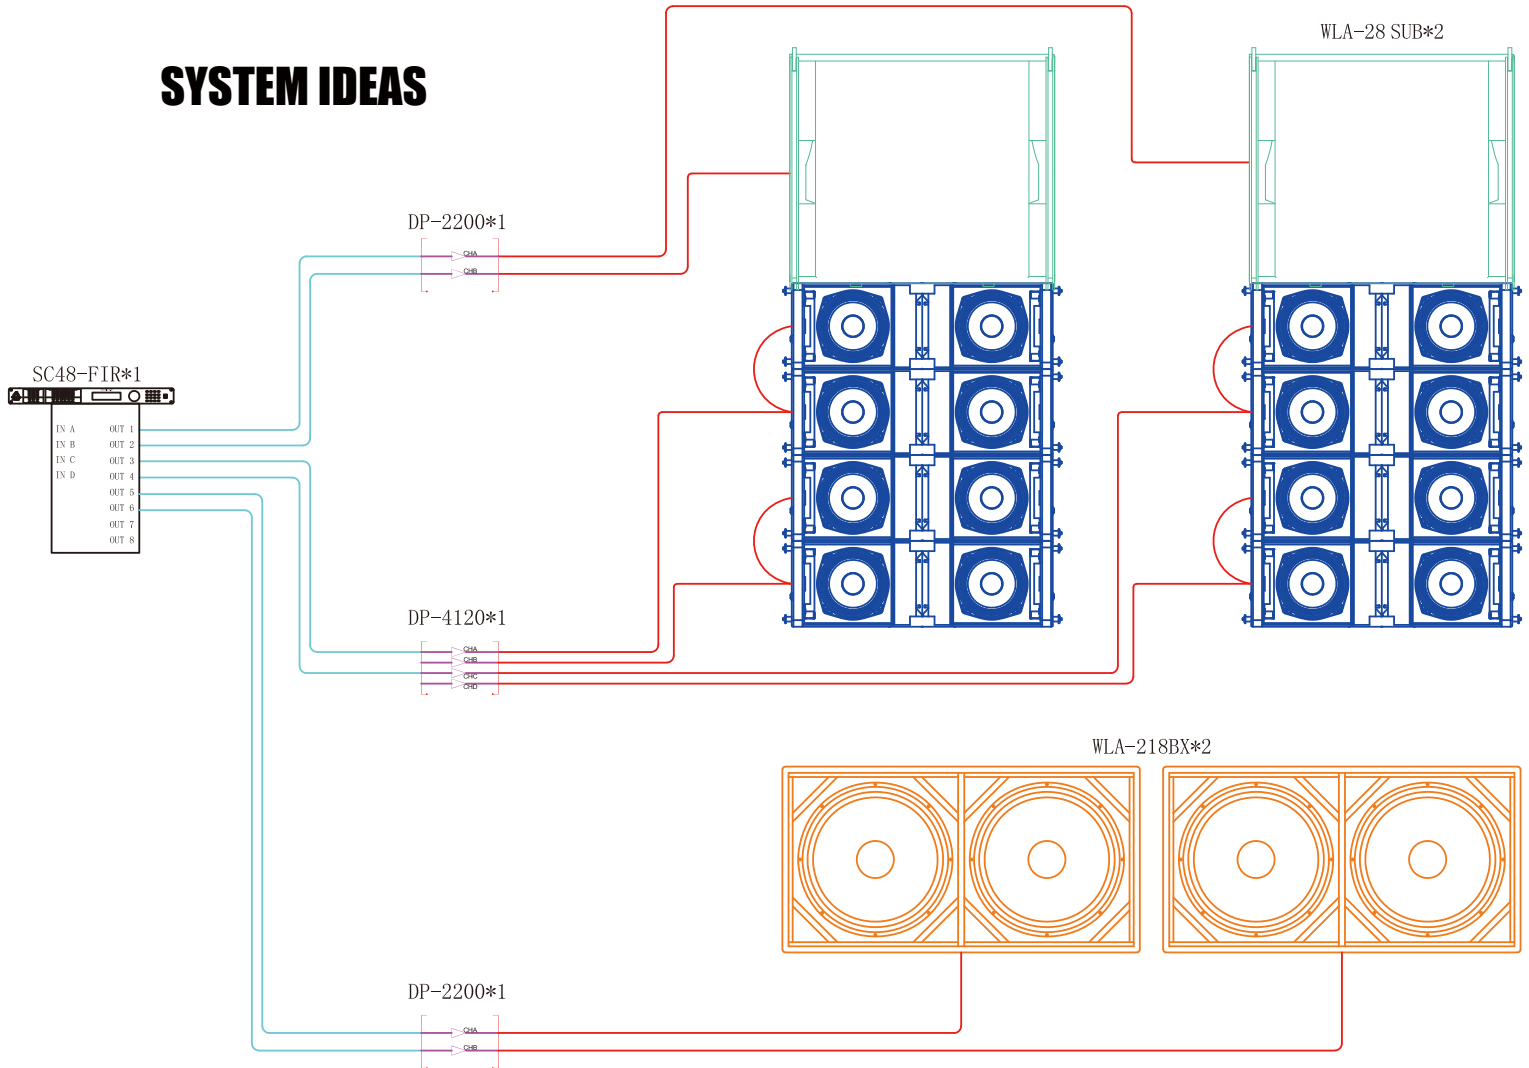 WLA-28 SUB*2
SYSTEM IDEAS
DP-2200*1
CHA
CHB
SC48-FIR*1
IN A OUT 1
IN B OUT 2
IN C OUT 3
IN D OUT 4
OUT 5
OUT 6
OUT 7
OUT 8
DP-4120*1
CHA
CHB
CHC
CHD
WLA-218BX*2
DP-2200*1
CHA
CHB